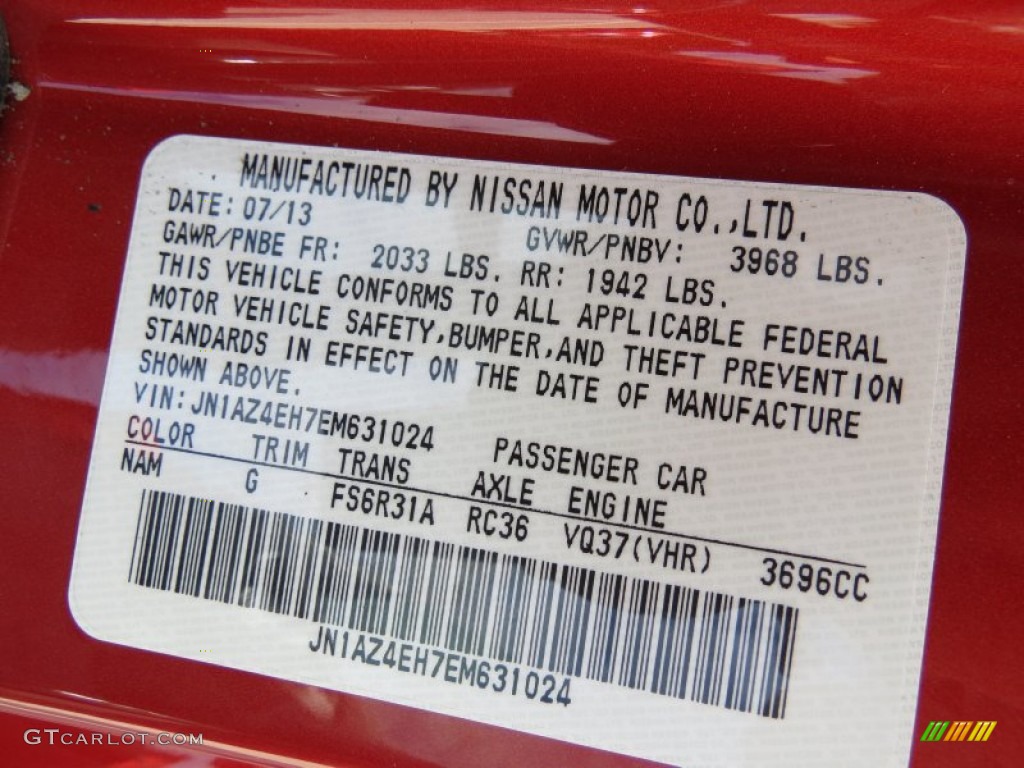 MANUFACTURED BY NISSAN MOTOR CO.,LTD.
DATE: 07/13 GVWR/PNBV: 3968 LBS.
GAWR/PNBE FR: 2033 LBS. RR: 1942 LBS.
THIS VEHICLE CONFORMS TO ALL APPLICABLE FEDERAL
MOTOR VEHICLE SAFETY,BUMPER,AND THEFT PREVENTION
STANDARDS IN EFFECT ON THE DATE OF MANUFACTURE
SHOWN ABOVE.
VIN: JN1AZ4EH7EM631024 PASSENGER CAR
COLOR TRIM TRANS AXLE ENGINE
NAM G FS6R31A RC36 VQ37(VHR) 3696CC
JN1AZ4EH7EM631024
GTCARLOT.COM